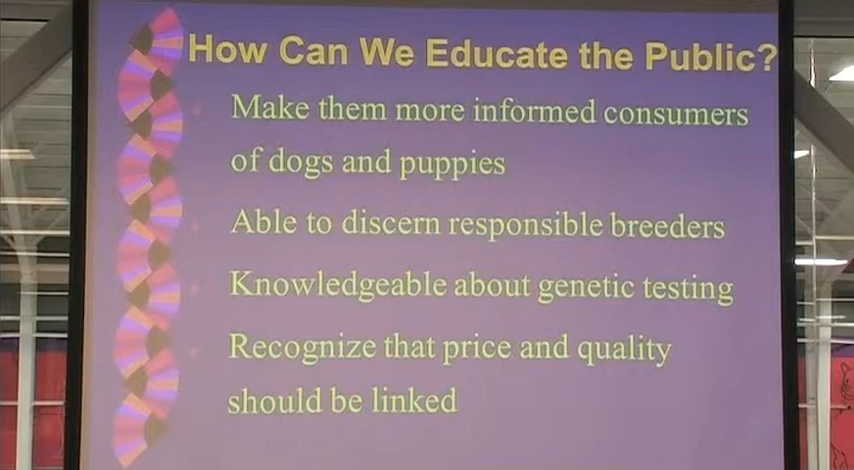 How Can We Educate the Public?
Make them more informed consumers
of dogs and puppies
Able to discern responsible breeders
Knowledgeable about genetic testing
Recognize that price and quality
should be linked